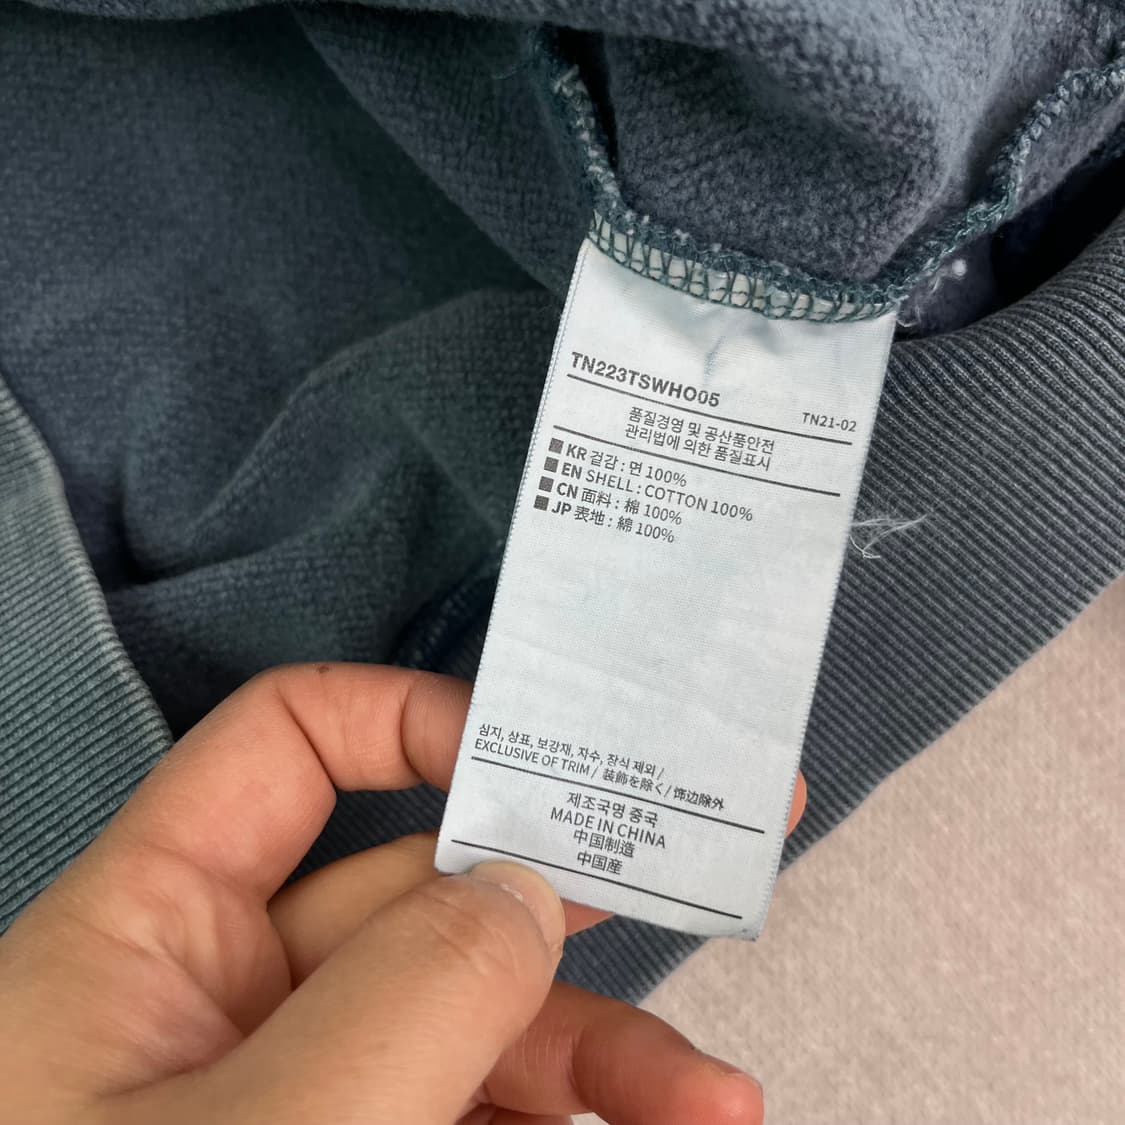 TN223TSWHO05
TN21-02
품질경영 및 공산품안전
관리법에 의한 품질표시
KR 겉감 : 면 100%
EN SHELL : COTTON 100%
CN 面料 : 棉 100%
JP 表地 : 綿 100%
심지, 상표, 보강재, 자수, 장식 제외 /
EXCLUSIVE OF TRIM / 装飾を除く / 饰边除外
제조국명 중국
MADE IN CHINA
中国制造
中国産